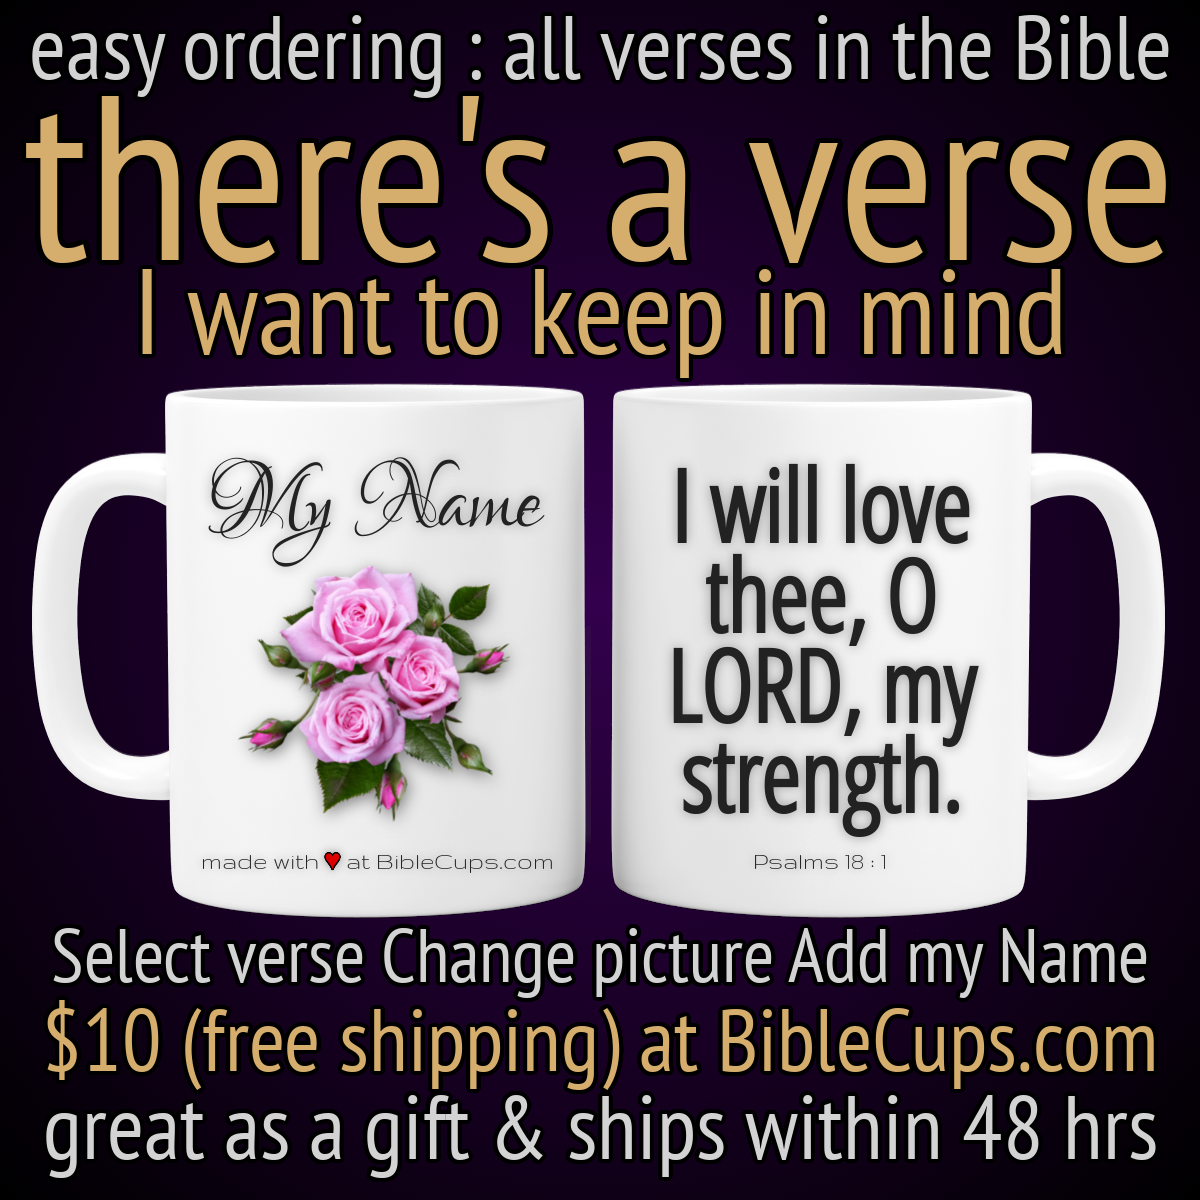 easy ordering : all verses in the Bible
there's a verse
I want to keep in mind
My Name
made with ♥ at BibleCups.com
I will love
thee, O
LORD, my
strength.
Psalms 18 : 1
Select verse Change picture Add my Name
$10 (free shipping) at BibleCups.com
great as a gift & ships within 48 hrs